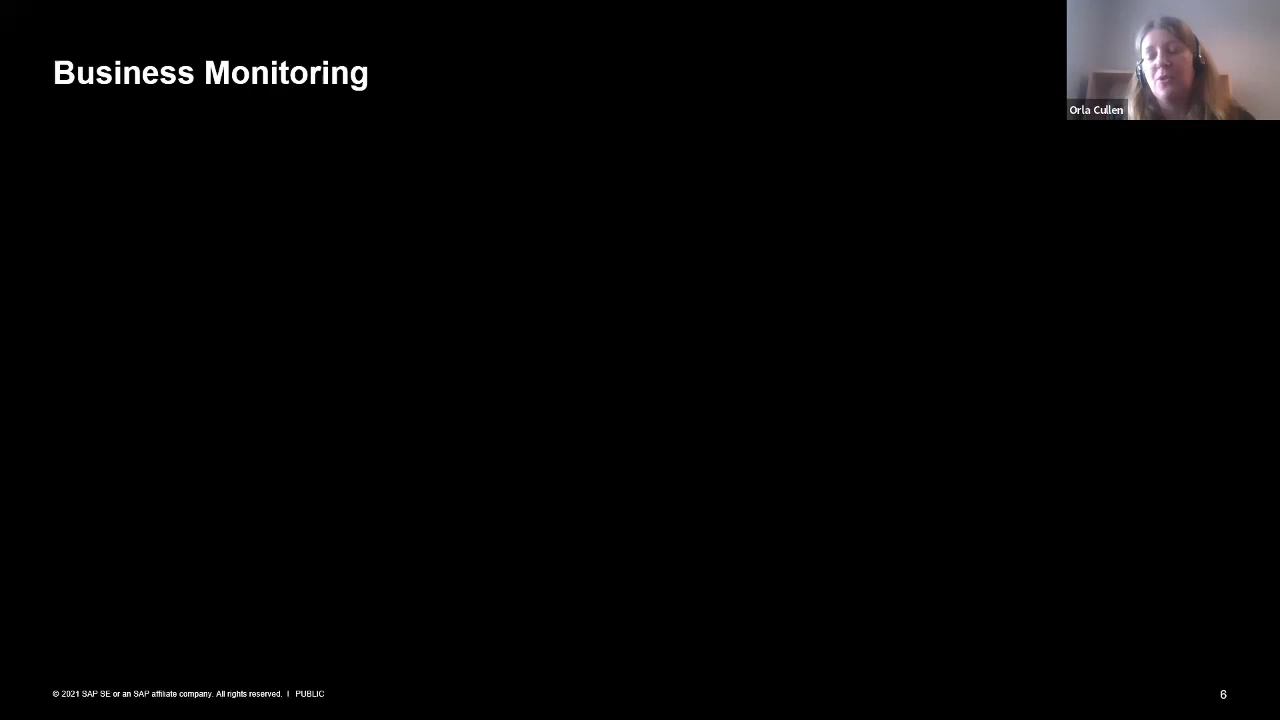 Business Monitoring
Orla Cullen
© 2021 SAP SE or an SAP affiliate company. All rights reserved. I PUBLIC
6